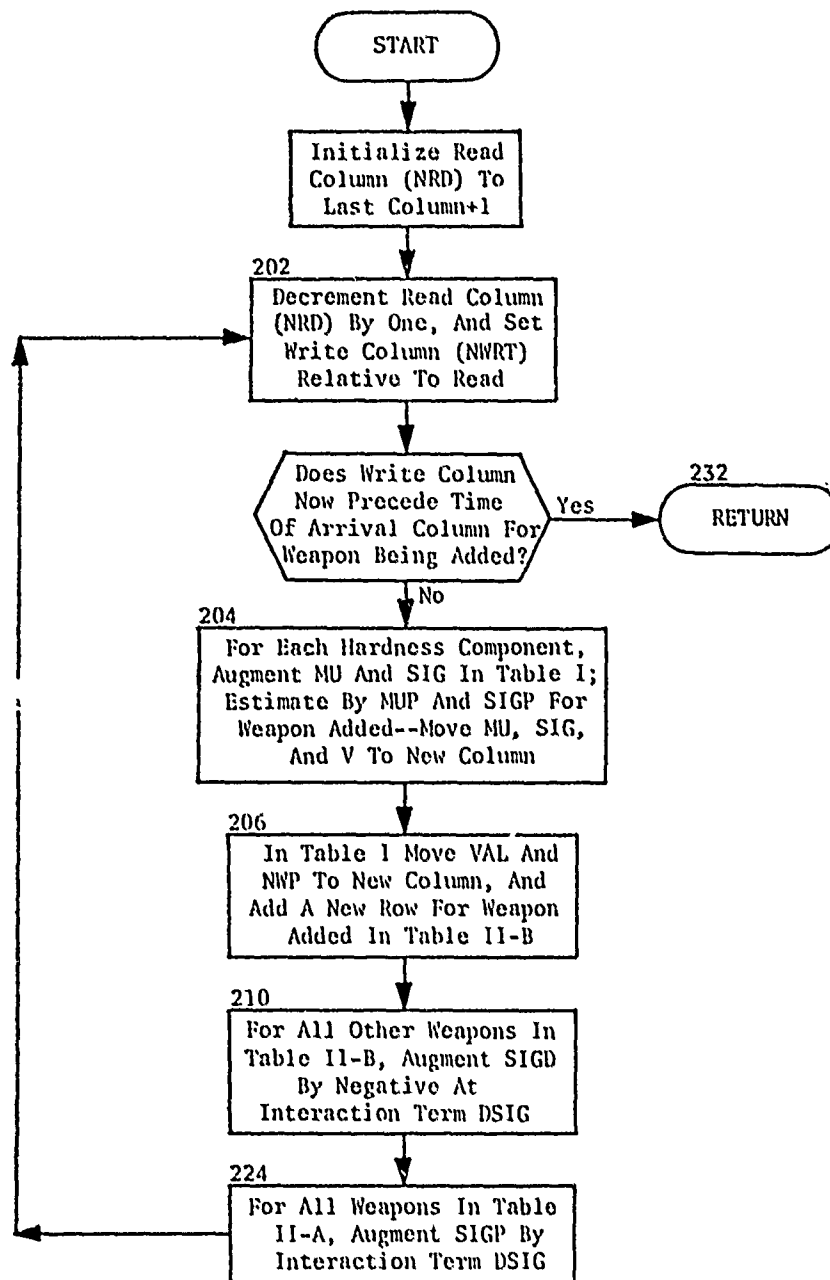 START
Initialize Read
Column (NRD) To
Last Column+1
202
Decrement Read Column
(NRD) By One, And Set
Write Column (NWRT)
Relative To Read
Does Write Column
Now Precede Time
Of Arrival Column For
Weapon Being Added?
Yes
232
RETURN
No
204
For Each Hardness Component,
Augment MU And SIG In Table I;
Estimate By MUP And SIGP For
Weapon Added--Move MU, SIG,
And V To New Column
206
In Table I Move VAL And
NWP To New Column, And
Add A New Row For Weapon
Added In Table II-B
210
For All Other Weapons In
Table II-B, Augment SIGD
By Negative At
Interaction Term DSIG
224
For All Weapons In Table
II-A, Augment SIGP By
Interaction Term DSIG